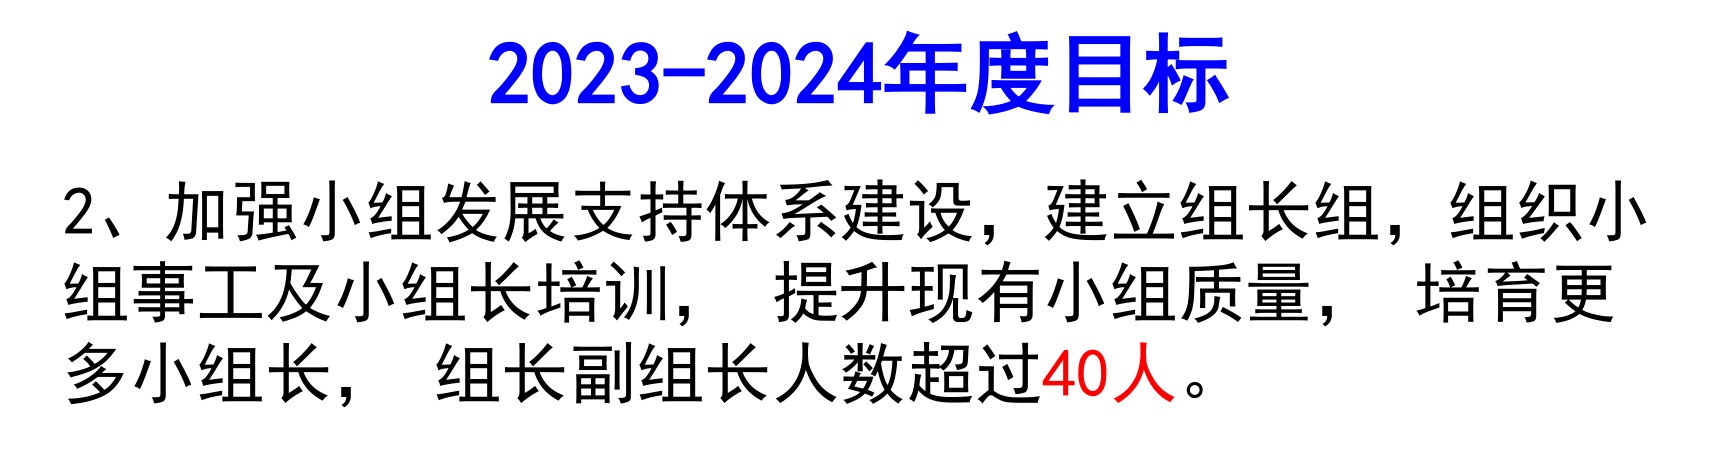 2023-2024年度目标
2、加强小组发展支持体系建设，建立组长组，组织小
组事工及小组长培训， 提升现有小组质量， 培育更
多小组长， 组长副组长人数超过40人。